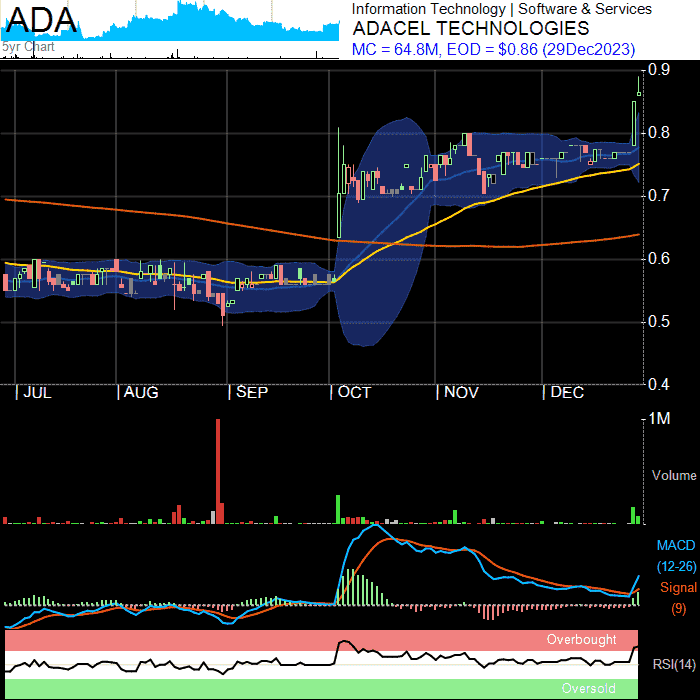 ADA
5yr Chart
Information Technology | Software & Services
ADACEL TECHNOLOGIES
MC = 64.8M, EOD = $0.86 (29Dec2023)
0.9
0.8
0.7
0.6
0.5
0.4
| JUL | AUG | SEP | OCT | NOV | DEC
1M
Volume
MACD
(12-26)
Signal
(9)
Overbought
RSI(14)
Oversold